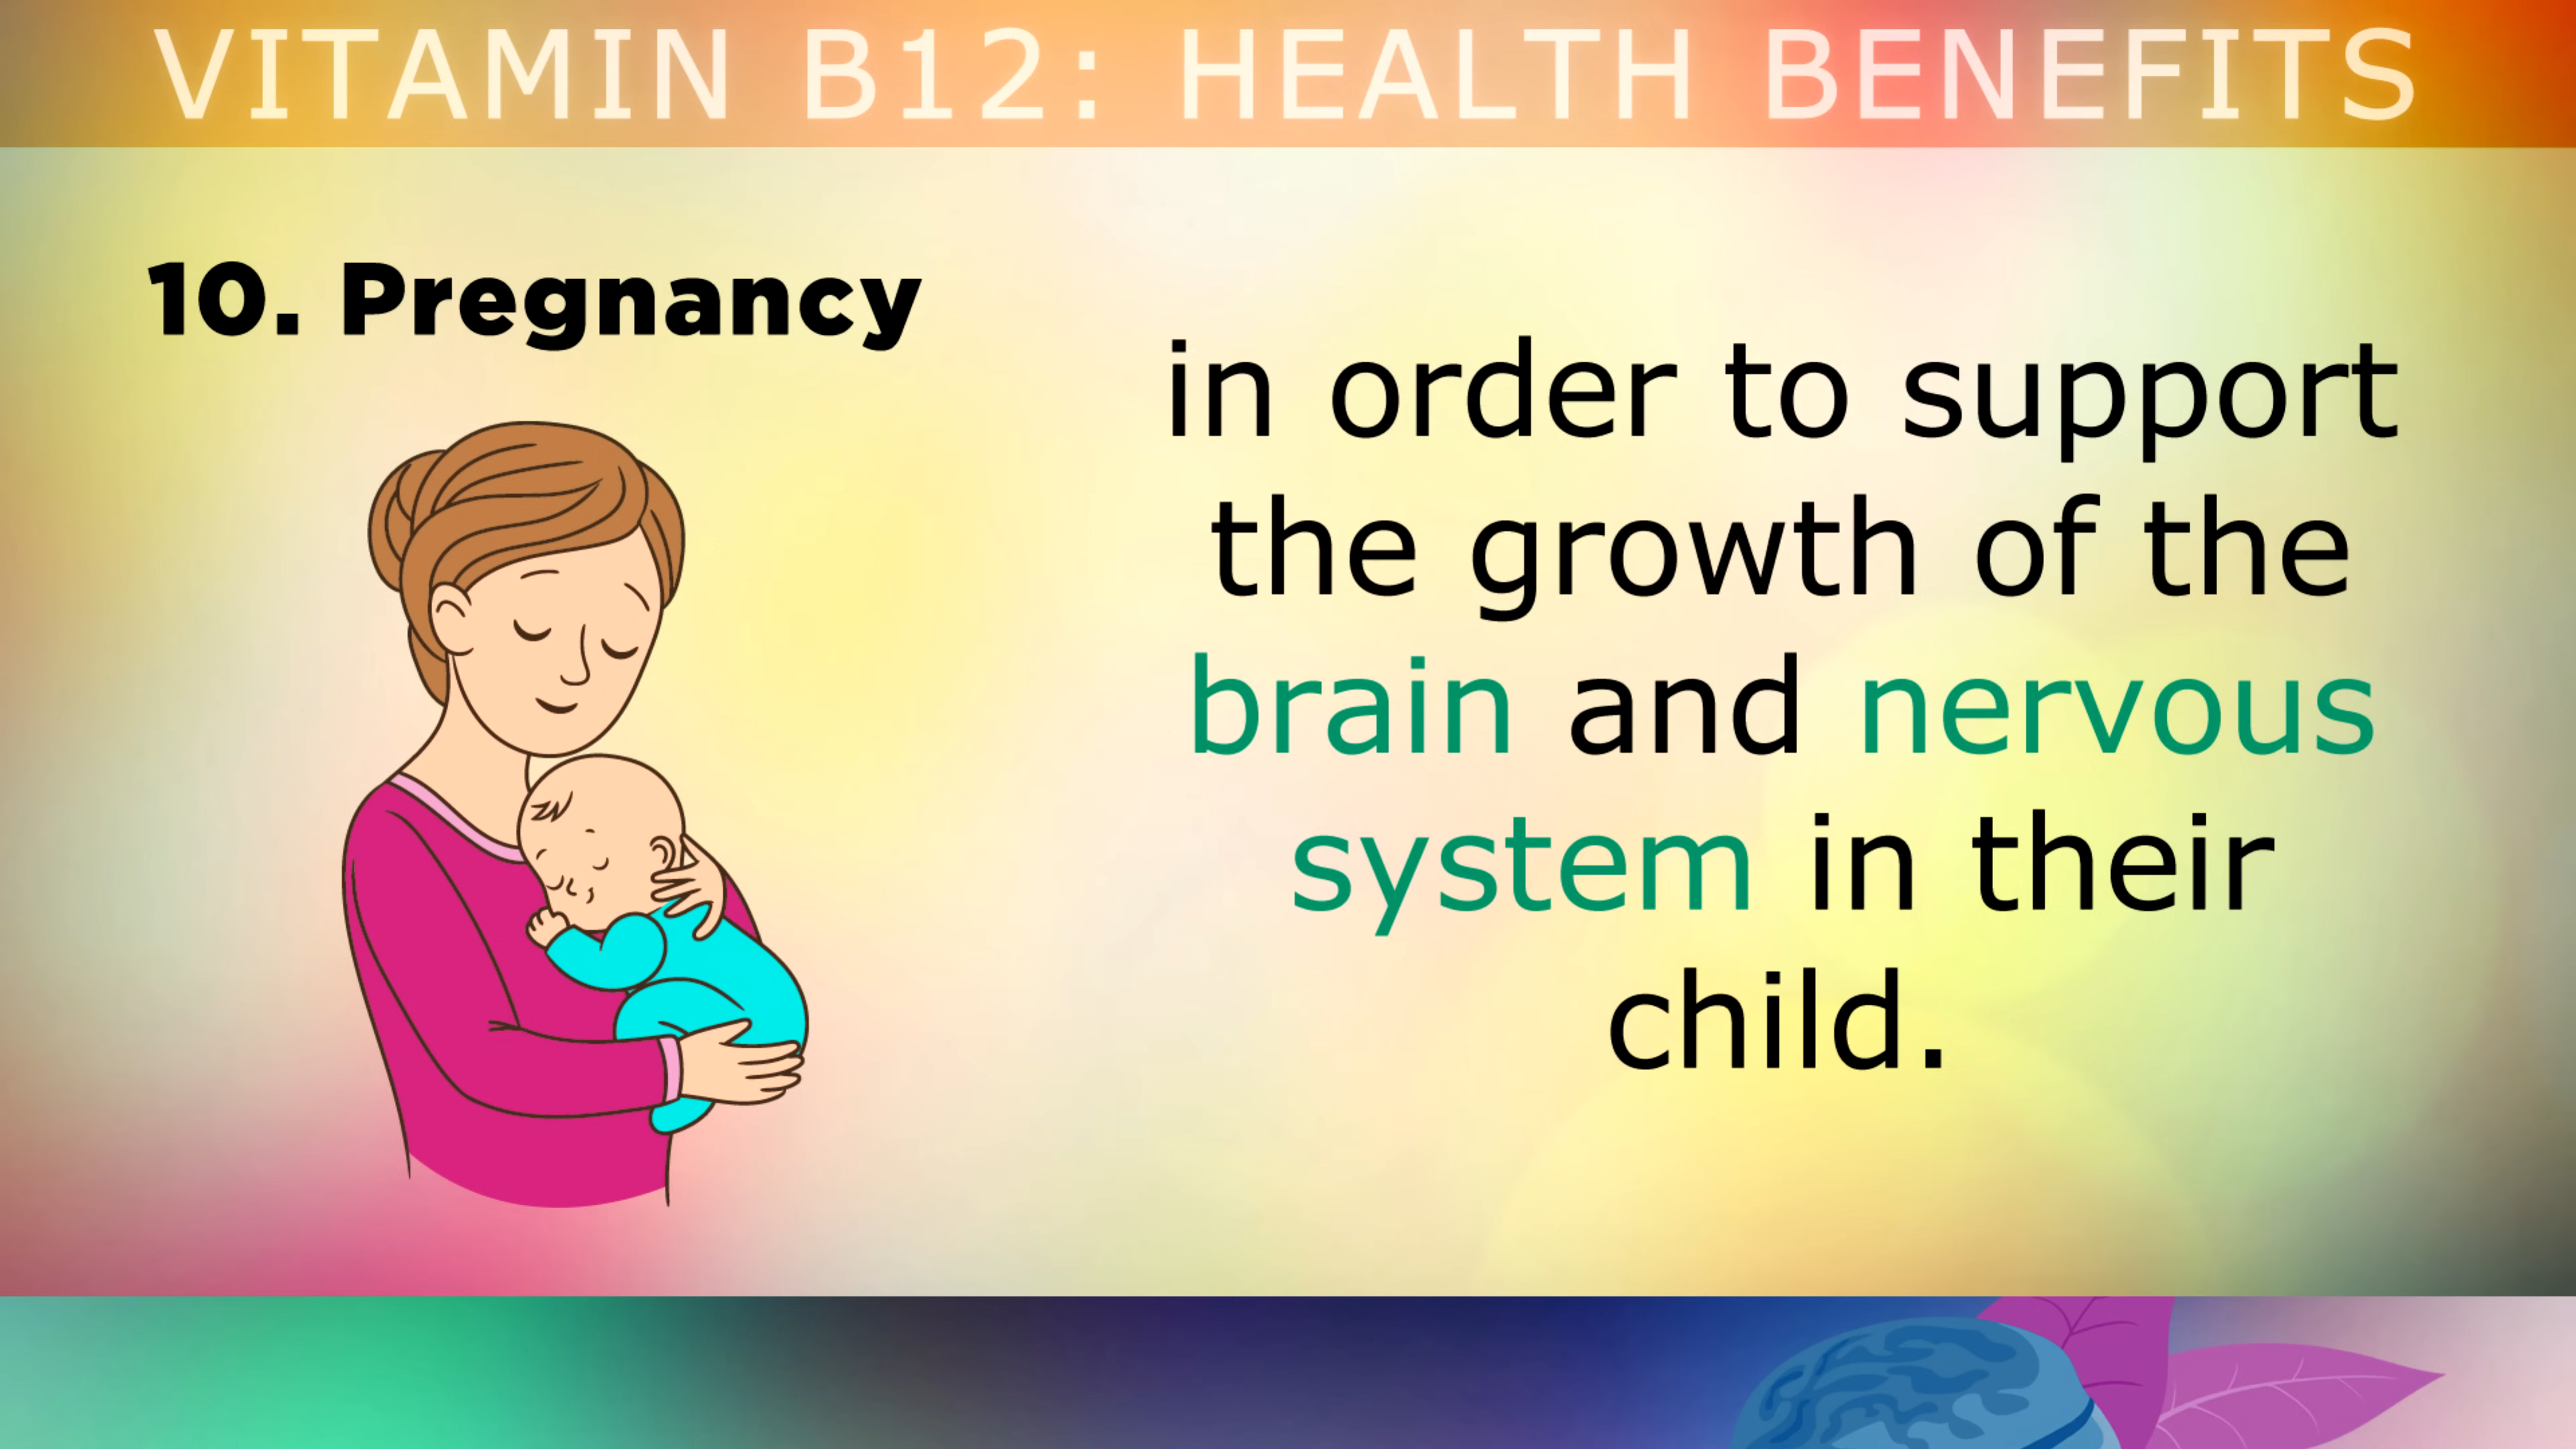 VITAMIN B12: HEALTH BENEFITS
10. Pregnancy
in order to support
the growth of the
brain and nervous
system in their
child.